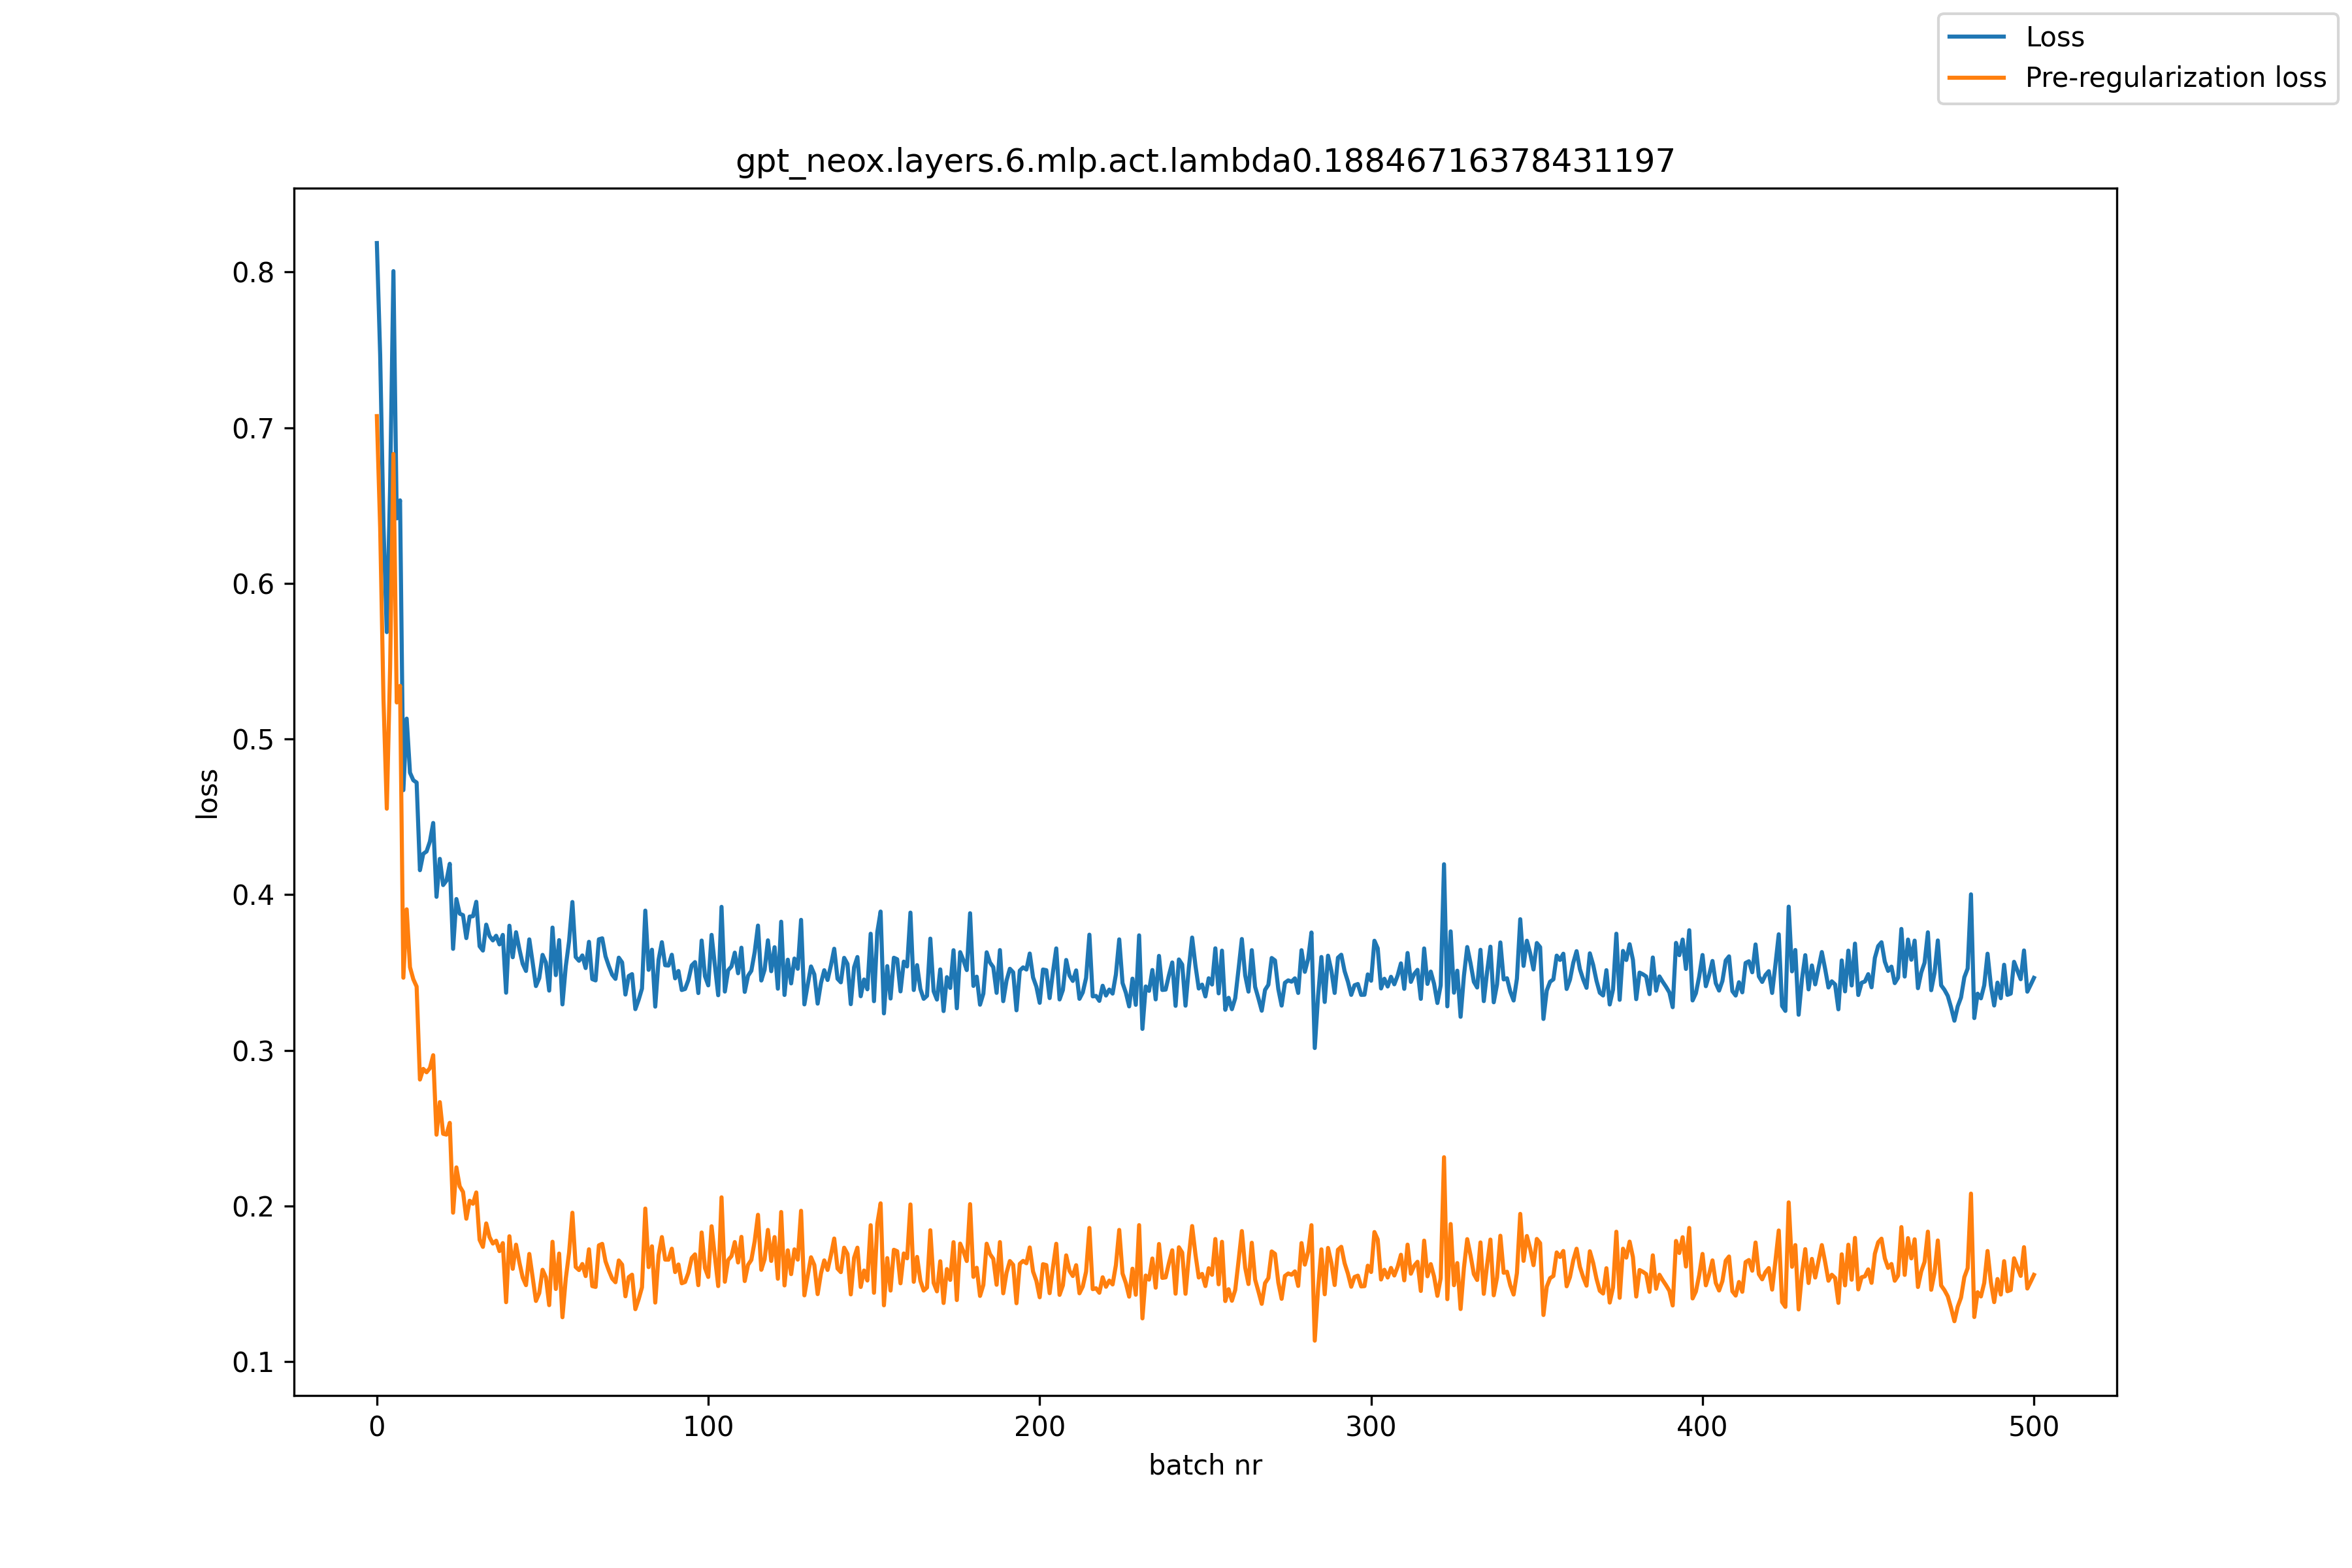 Loss
Pre-regularization loss
gpt_neox.layers.6.mlp.act.lambda0.18846716378431197
loss
0.8
0.7
0.6
0.5
0.4
0.3
0.2
0.1
0 100 200 300 400 500
batch nr